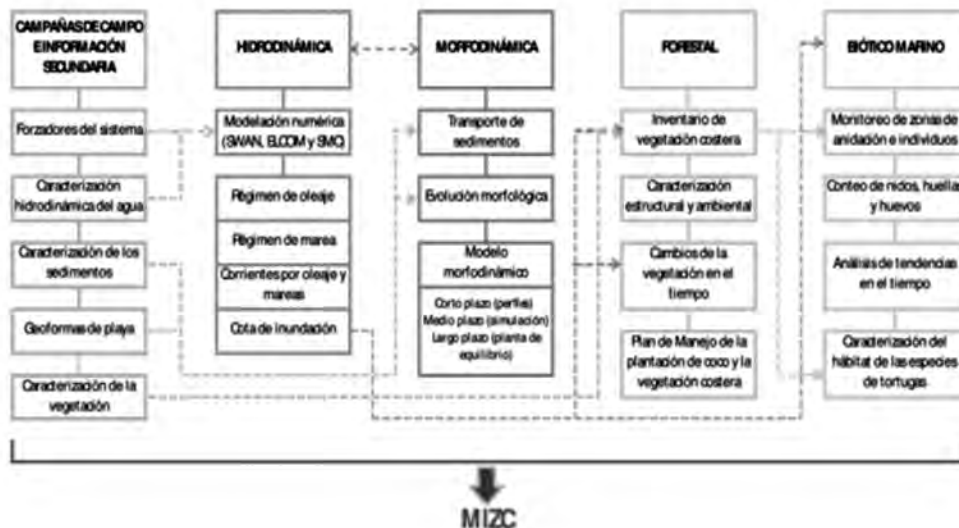 CAMPAÑAS DE CAMPO
E INFORMACIÓN
SECUNDARIA
Forzadores del sistema
Caracterización
hidrodinámica del agua
Caracterización de los
sedimentos
Geoformas de playa
Caracterización de la
vegetación
HIDRODINÁMICA
Modelación numérica
(SWAN, ELCOM y SMC)
Régimen de oleaje
Régimen de marea
Corrientes por oleaje y
mareas
Cota de Inundación
MORFODINÁMICA
Transporte de
sedimentos
Evolución morfológica
Modelo
morfodinámico
Corto plazo (perfiles)
Medio plazo (simulación)
Largo plazo (planta de
equilibrio)
FORESTAL
Inventario de
vegetación costera
Caracterización
estructural y ambiental
Cambios de la
vegetación en el
tiempo
Plan de Manejo de la
plantación de coco y la
vegetación costera
BIÓTICO MARINO
Monitoreo de zonas de
anidación e individuos
Conteo de nidos, huellas
y huevos
Análisis de tendencias
en el tiempo
Caracterización del
hábitat de las especies
de tortugas
MIZC